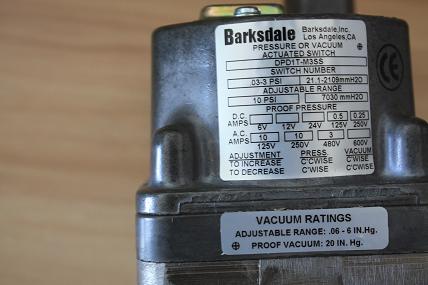 Barksdale Barksdale,Inc.
Los Angeles,CA
PRESSURE OR VACUUM
ACTUATED SWITCH
DPD1T-M3SS
SWITCH NUMBER
.03-3 PSI 21.1-2109mmH2O
ADJUSTABLE RANGE
10 PSI 7030 mmH2O
PROOF PRESSURE
D.C. AMPS 0.5 0.25
6V 12V 24V 125V 250V
A.C. AMPS 10 10 3
125V 250V 480V 600V
ADJUSTMENT PRESS VACUUM
TO INCREASE C'CWISE C'WISE
TO DECREASE C'WISE C'CWISE
CE
VACUUM RATINGS
ADJUSTABLE RANGE: .06 - 6 IN.Hg.
PROOF VACUUM: 20 IN. Hg.